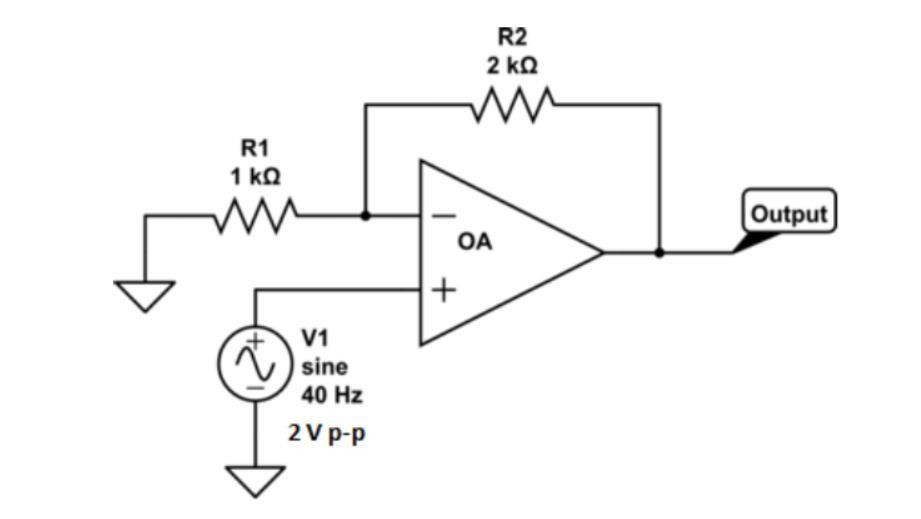 R2
2 kΩ
R1
1 kΩ
Output
−
OA
+
+
V1
sine
−
40 Hz
2 V p-p